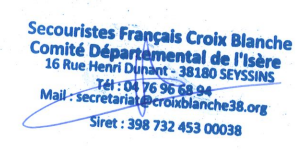 Secouristes Français Croix Blanche
Comité Départemental de l'Isère
16 Rue Henri Dunant - 38180 SEYSSINS
Tél : 04 76 96 68 94
Mail : secretariat@croixblanche38.org
Siret : 398 732 453 00038